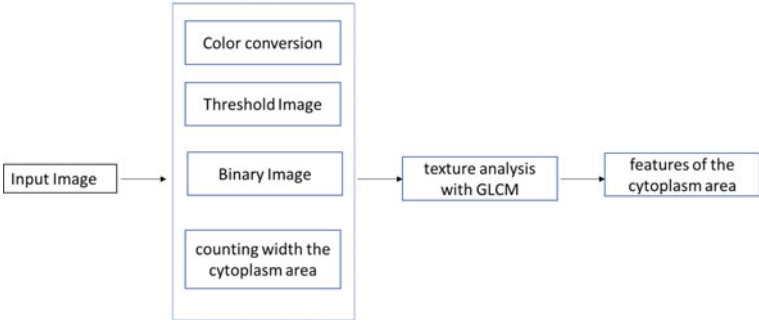 Input Image
Color conversion
Threshold Image
Binary Image
counting width the
cytoplasm area
texture analysis
with GLCM
features of the
cytoplasm area